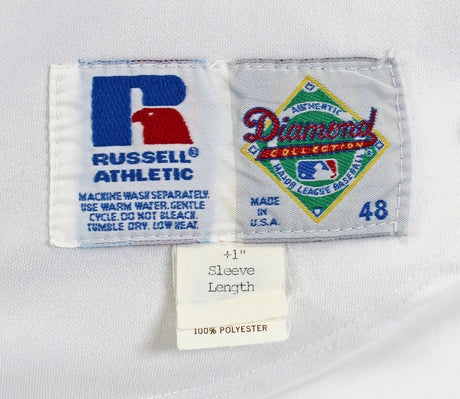 R
RUSSELL®
ATHLETIC
MACHINE WASH SEPARATELY.
USE WARM WATER. GENTLE
CYCLE. DO NOT BLEACH.
TUMBLE DRY. LOW HEAT.
AUTHENTIC
Diamond
COLLECTION
MAJOR LEAGUE BASEBALL
MADE IN
U.S.A.
48
+1"
Sleeve
Length
100% POLYESTER